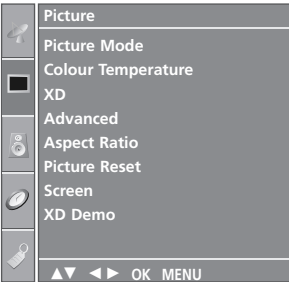 Picture
Picture Mode
Colour Temperature
XD
Advanced
Aspect Ratio
Picture Reset
Screen
XD Demo
▲▼ ◄► OK MENU